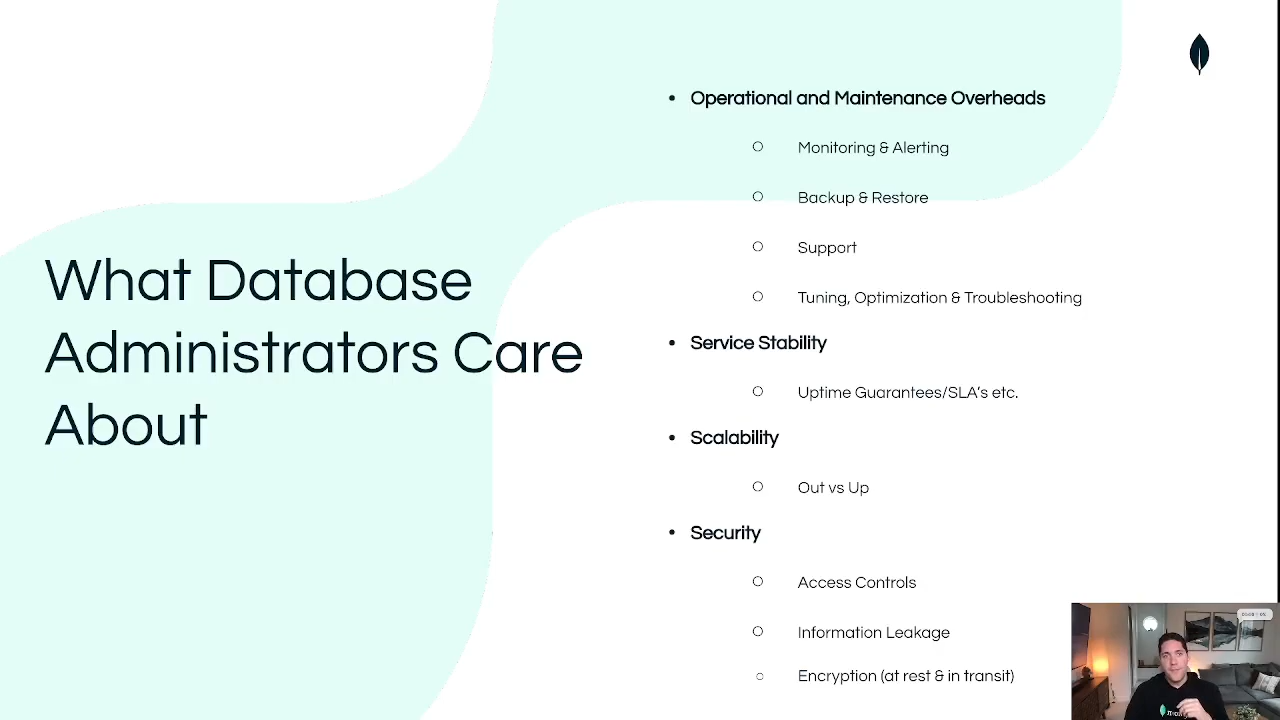 What Database
Administrators Care
About
• Operational and Maintenance Overheads
○ Monitoring & Alerting
○ Backup & Restore
○ Support
○ Tuning, Optimization & Troubleshooting
• Service Stability
○ Uptime Guarantees/SLA's etc.
• Scalability
○ Out vs Up
• Security
○ Access Controls
○ Information Leakage
○ Encryption (at rest & in transit)